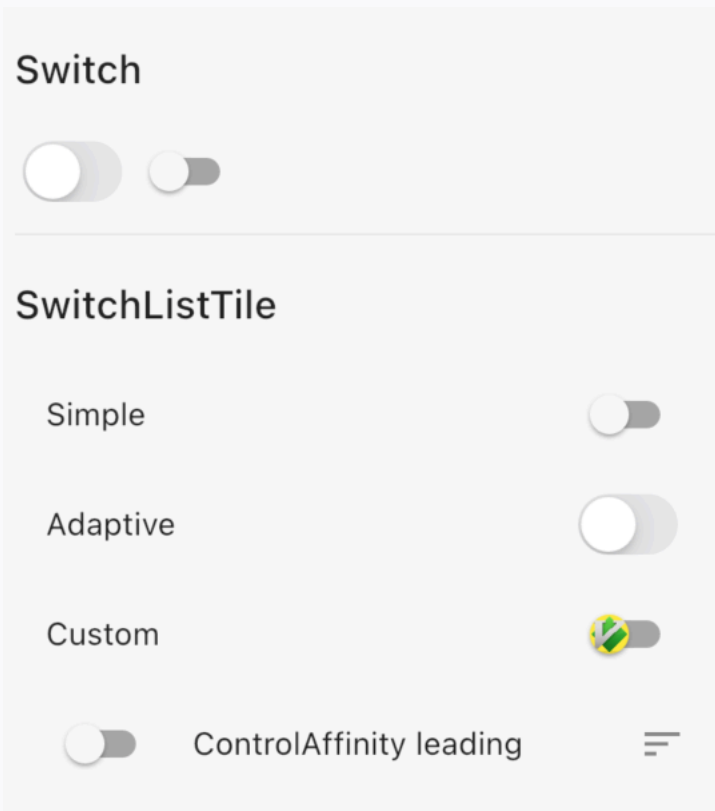 Switch
SwitchListTile
Simple
Adaptive
Custom
ControlAffinity leading